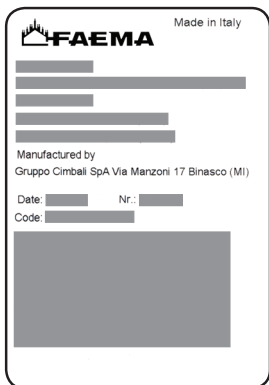 Made in Italy
FAEMA
Manufactured by
Gruppo Cimbali SpA Via Manzoni 17 Binasco (MI)
Date: Nr.:
Code: